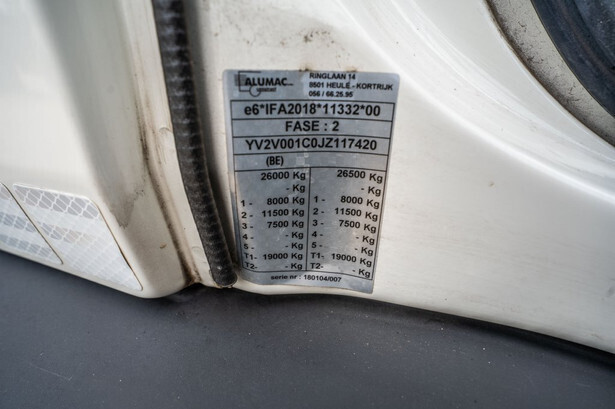 ALUMAC
RINGLAAN 14
8501 HEULE - KORTRIJK
056 / 66.26.95
e6*IFA2018*11332*00
FASE : 2
YV2V001C0JZ117420
(BE)
26000 Kg 26500 Kg
- Kg - Kg
1 - 8000 Kg 1 - 8000 Kg
2 - 11500 Kg 2 - 11500 Kg
3 - 7500 Kg 3 - 7500 Kg
4 - - Kg 4 - - Kg
5 - - Kg 5 - - Kg
T1- 19000 Kg T1- 19000 Kg
T2- - Kg T2- - Kg
serie nr : 180104/007